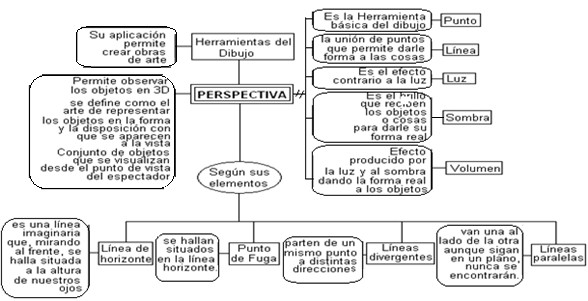 Su aplicación
permite
crear obras
de arte
Herramientas del
Dibujo
Permite observar
los objetos en 3D
se define como el
arte de representar
los objetos en la forma
y la disposición con
que se aparecen
a la vista
Conjunto de objetos
que se visualizan
desde el punto de vista
del espectador
PERSPECTIVA
Es la Herramienta
básica del dibujo
Punto
la unión de puntos
que permite darle
forma a las cosas
Línea
Es el efecto
contrario a la luz
Luz
Es el brillo
que reciben
los objetos
o cosas
para darle su
forma real
Sombra
Efecto
producido por
la luz y al sombra
dando la forma real
a los objetos
Volumen
Según sus
elementos
es una línea
imaginaria
que, mirando
al frente, se
halla situada
a la altura
de nuestros
ojos
Línea de
horizonte
se hallan
situados
en la línea
horizonte.
Punto
de Fuga
parten de un
mismo punto
a distintas
direcciones
Líneas
divergentes
van una al
lado de la otra
aunque sigan
en un plano,
nunca se
encontrarán.
Líneas
paralelas